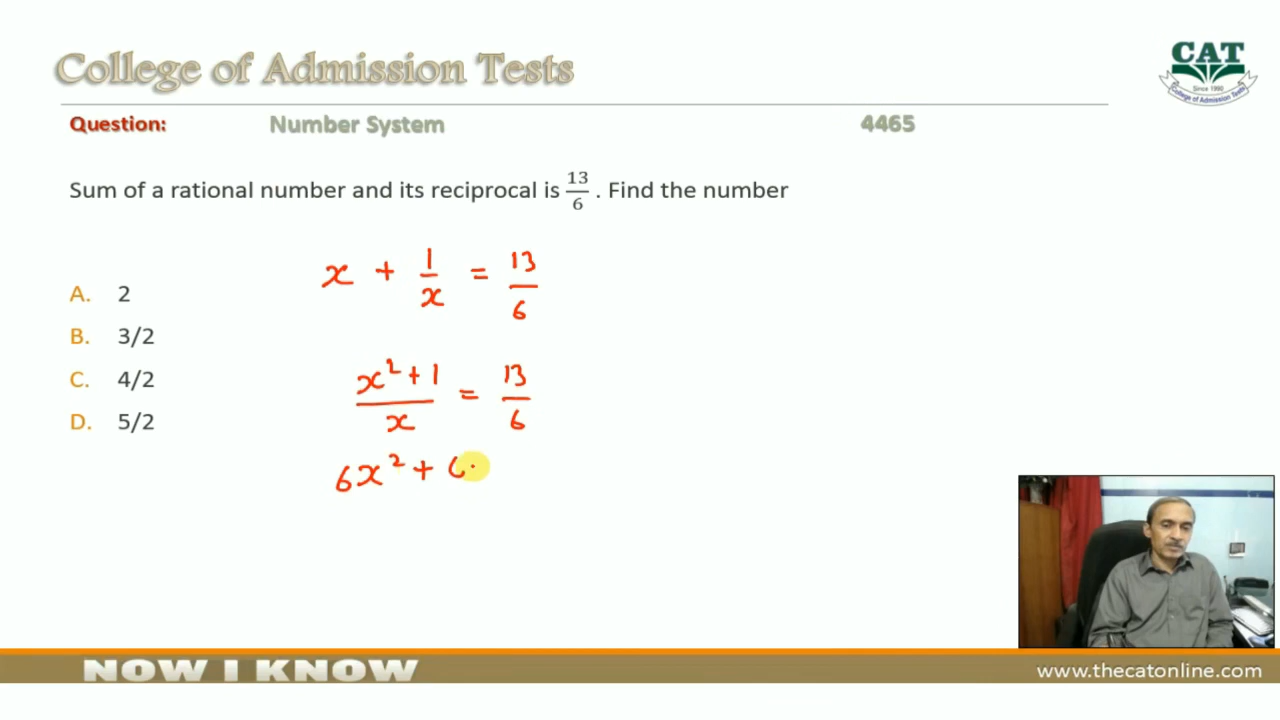 College of Admission Tests
CAT
Since 1990
College of Admission Tests
Question: Number System 4465
Sum of a rational number and its reciprocal is 13/6 . Find the number
x + 1/x = 13/6
A. 2
B. 3/2
C. 4/2
D. 5/2
x² + 1 / x = 13/6
6x² +
NOW I KNOW
www.thecatonline.com